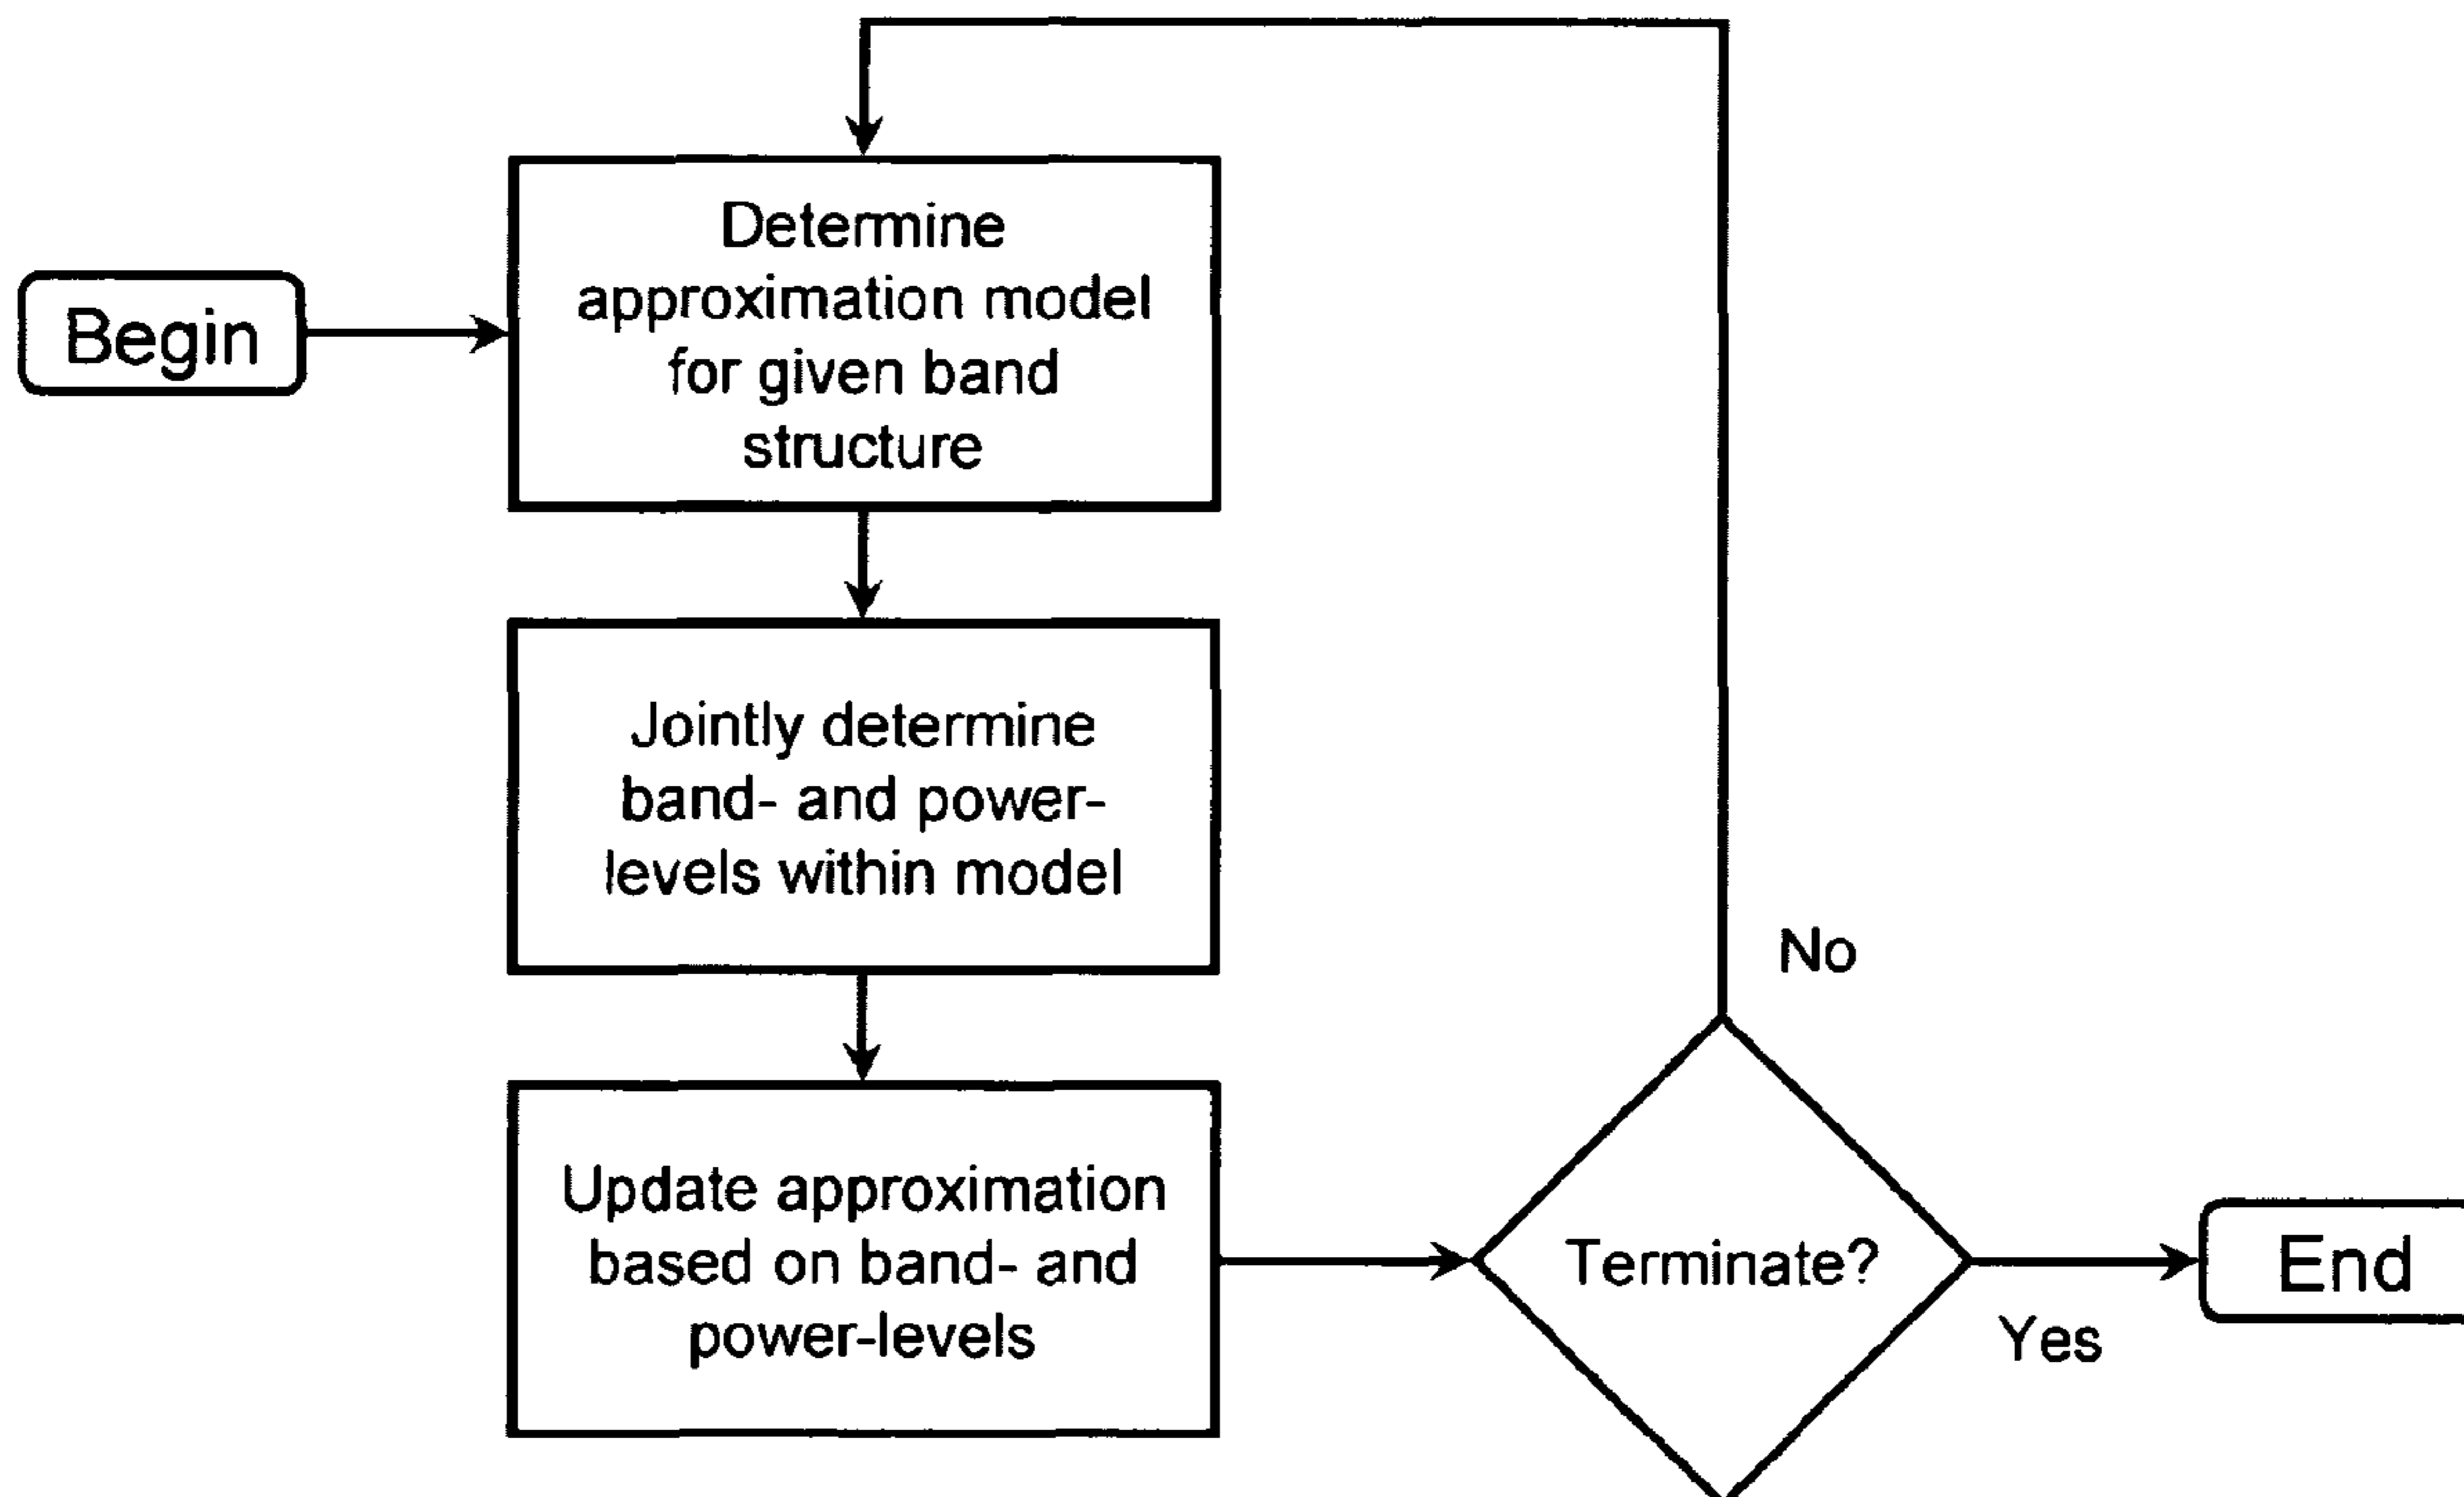 Begin
Determine
approximation model
for given band
structure
Jointly determine
band- and power-
levels within model
Update approximation
based on band- and
power-levels
Terminate?
No
Yes
End